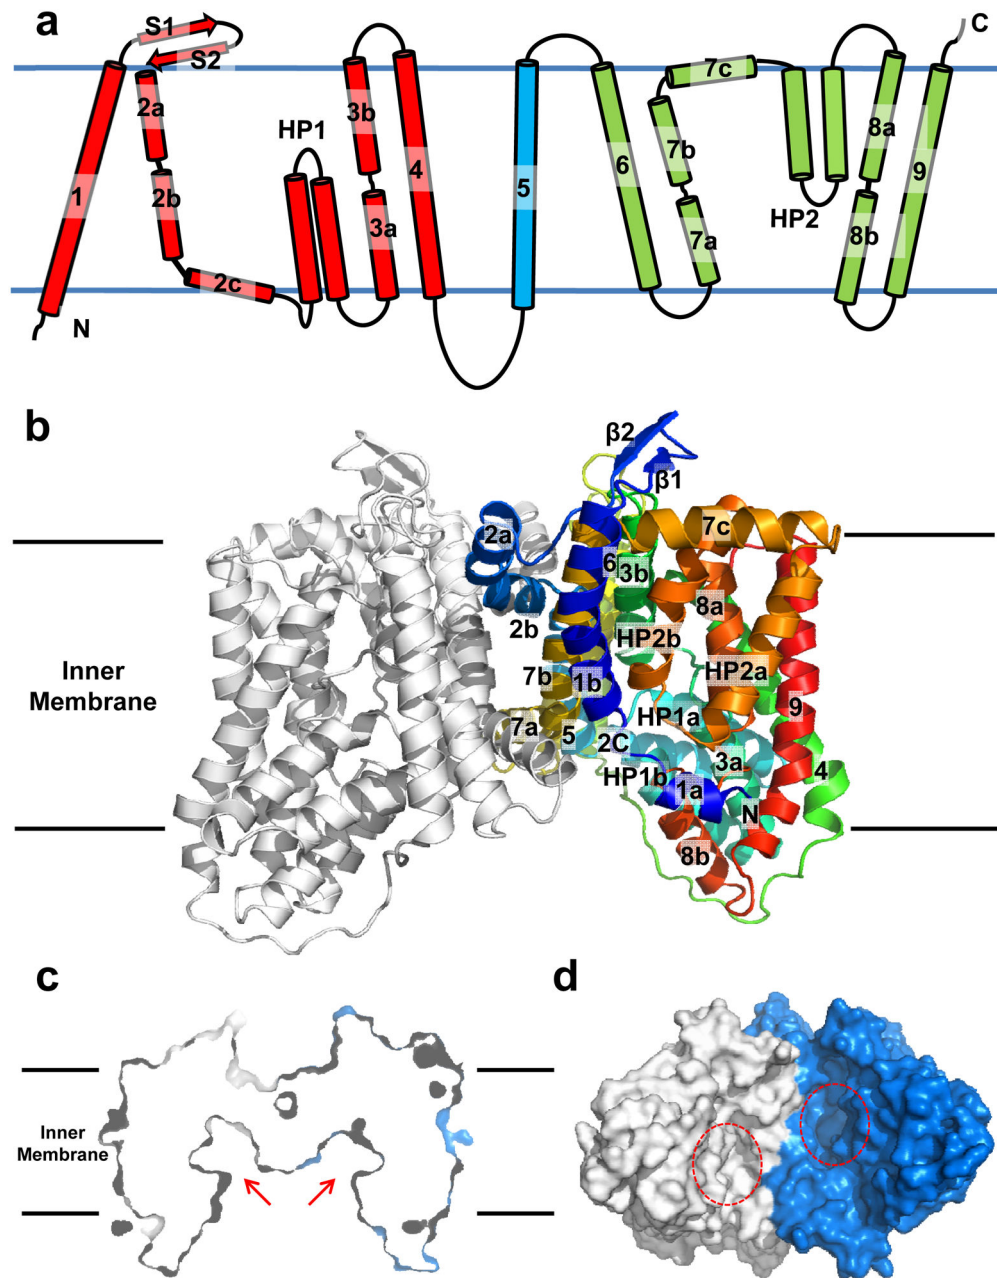 a
S1
S2
C
2a
3b
7c
HP1
7b
8a
1
2b
4
5
6
9
3a
7a
HP2
8b
2c
N
b
β2
β1
2a
6
3b
7c
8a
2b
HP2b
HP2a
Inner
Membrane
7b
1b
HP1a
9
7a
5
2C
3a
4
HP1b
1a
N
8b
c
d
Inner
Membrane